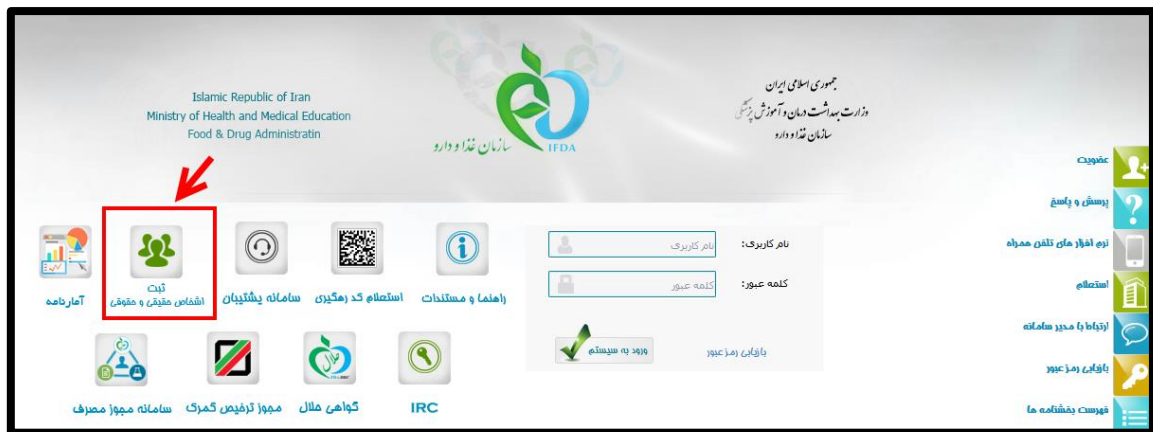 Islamic Republic of Iran
Ministry of Health and Medical Education
Food & Drug Administratin
سازمان غذا و دارو
IFDA
جمهوری اسلامی ایران
وزارت بهداشت درمان و آموزش پزشکی
سازمان غذا و دارو
عضویت
پرسش و پاسخ
نرم افزار های تلفن همراه
استعلام
ارتباط با مدیر سامانه
بازیابی رمز عبور
فهرست بخشنامه ها
نام کاربری:
نام کاربری
کلمه عبور:
کلمه عبور
بازیابی رمز عبور
ورود به سیستم
راهنما و مستندات
استعلام کد رهگیری
سامانه پشتیبان
ثبت
اشخاص حقیقی و حقوقی
آمارنامه
IRC
گواهی حلال
مجوز ترخیص گمرک
سامانه مجوز مصرف